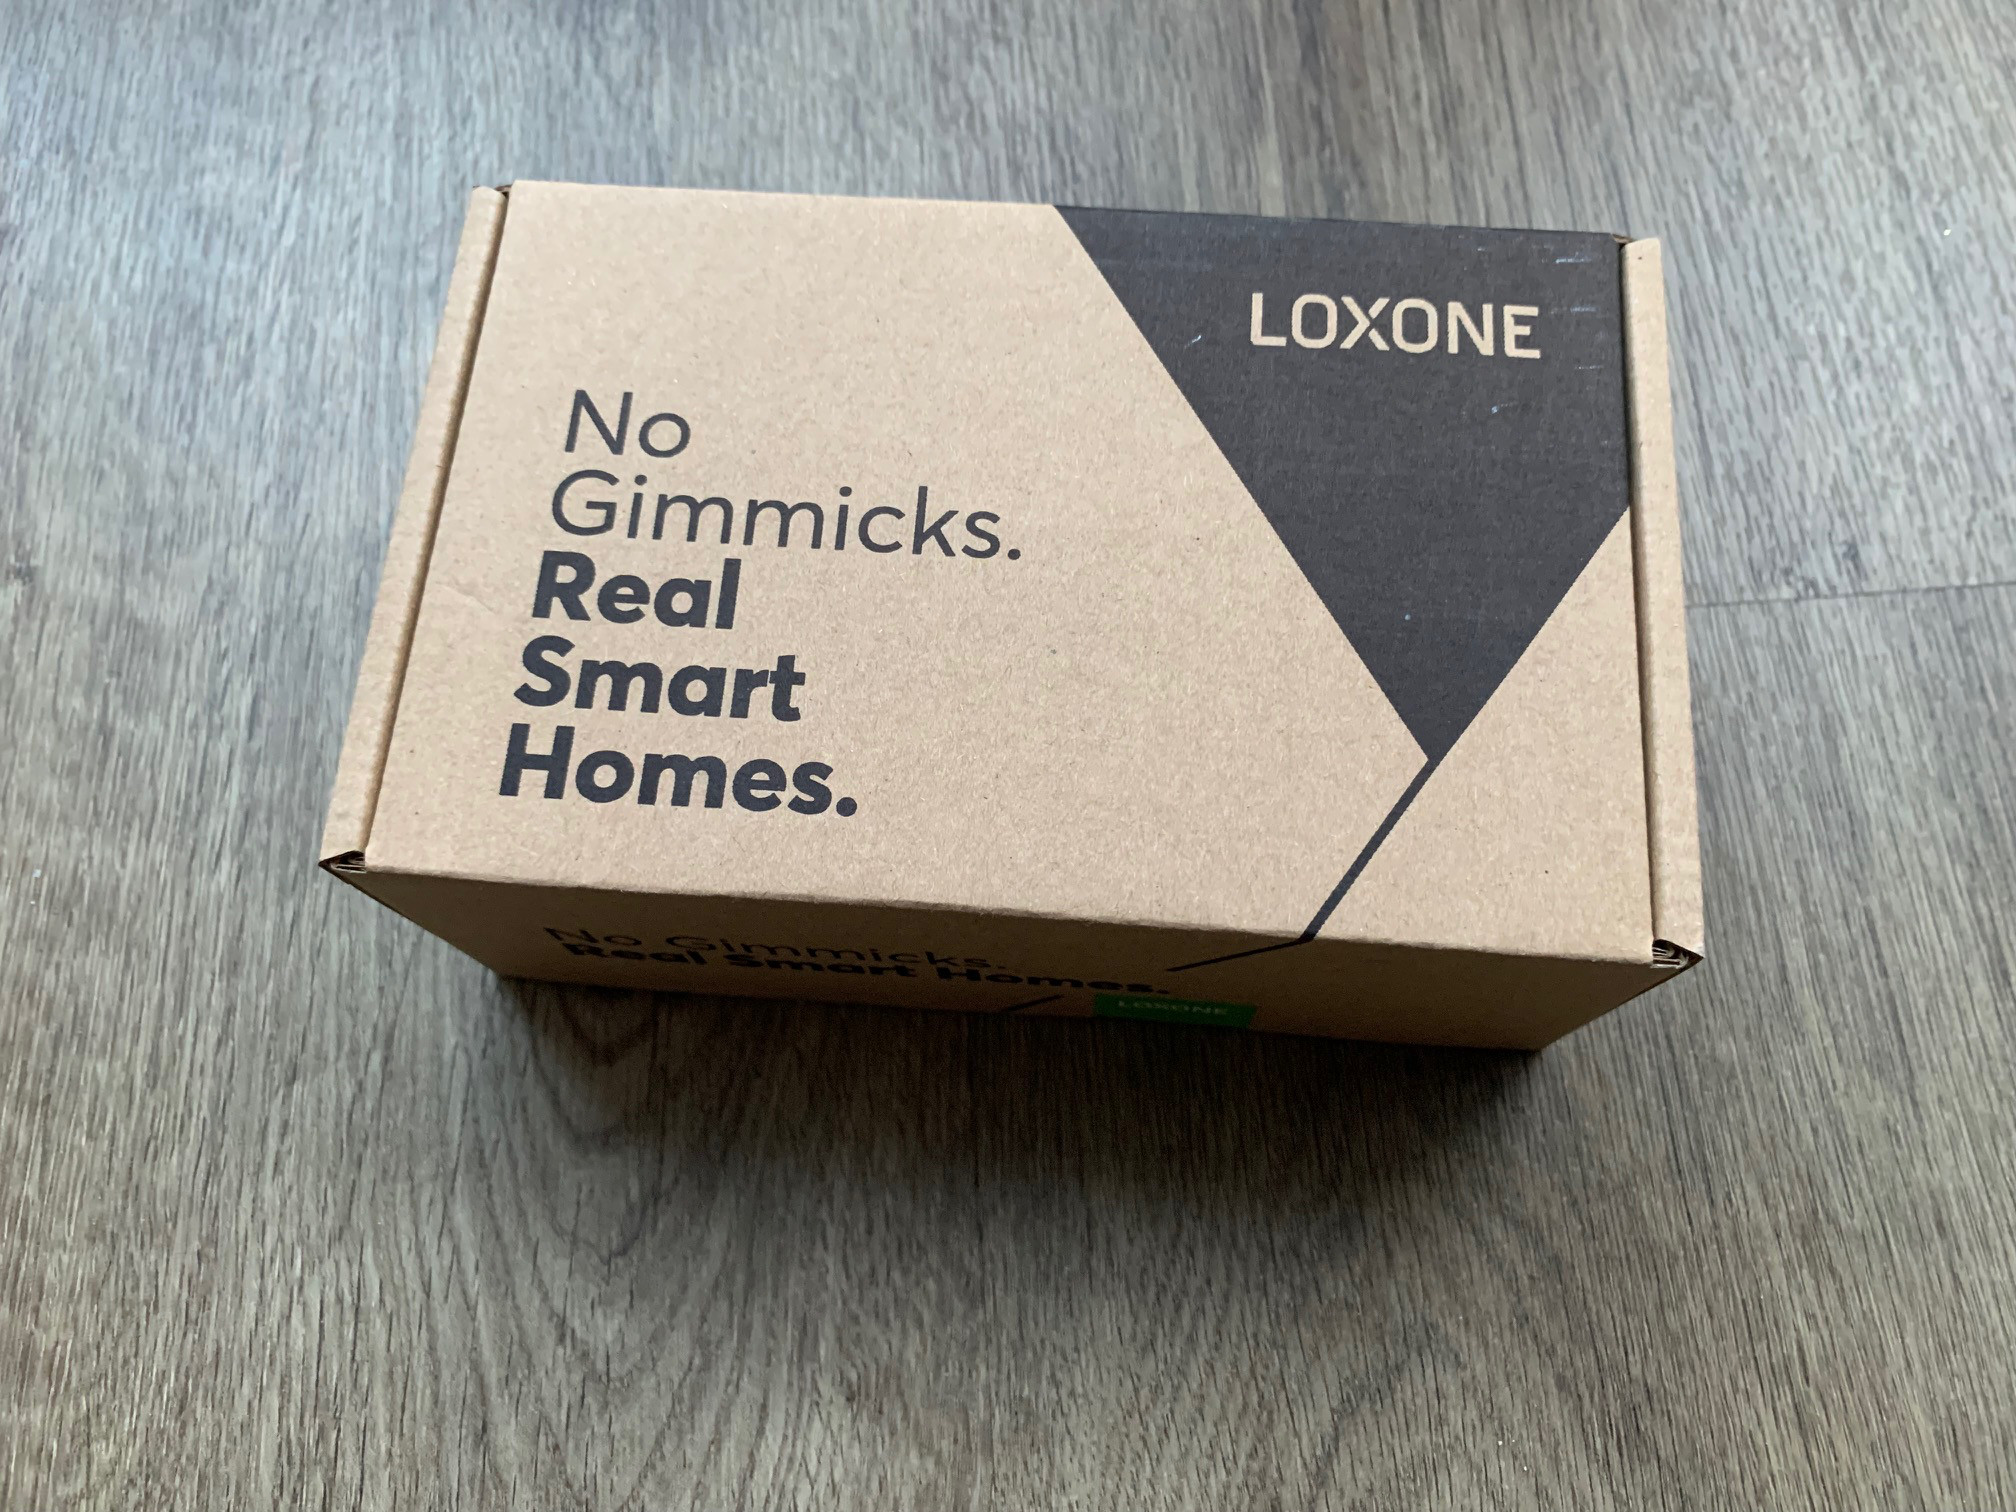 LOXONE
No
Gimmicks.
Real
Smart
Homes.
No Gimmicks.
Real Smart Homes.
LOXONE